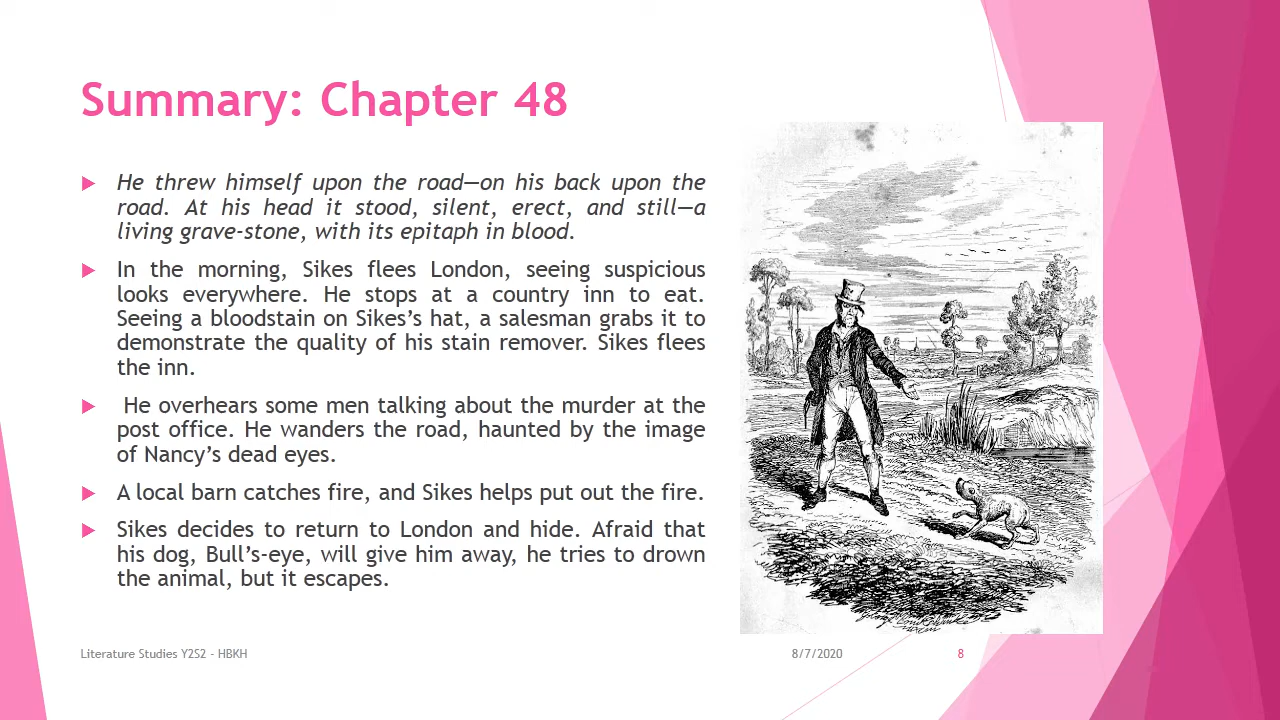 Summary: Chapter 48
He threw himself upon the road—on his back upon the
road. At his head it stood, silent, erect, and still—a
living grave-stone, with its epitaph in blood.
In the morning, Sikes flees London, seeing suspicious
looks everywhere. He stops at a country inn to eat.
Seeing a bloodstain on Sikes’s hat, a salesman grabs it to
demonstrate the quality of his stain remover. Sikes flees
the inn.
He overhears some men talking about the murder at the
post office. He wanders the road, haunted by the image
of Nancy’s dead eyes.
A local barn catches fire, and Sikes helps put out the fire.
Sikes decides to return to London and hide. Afraid that
his dog, Bull’s-eye, will give him away, he tries to drown
the animal, but it escapes.
Literature Studies Y2S2 - HBKH
8/7/2020
8